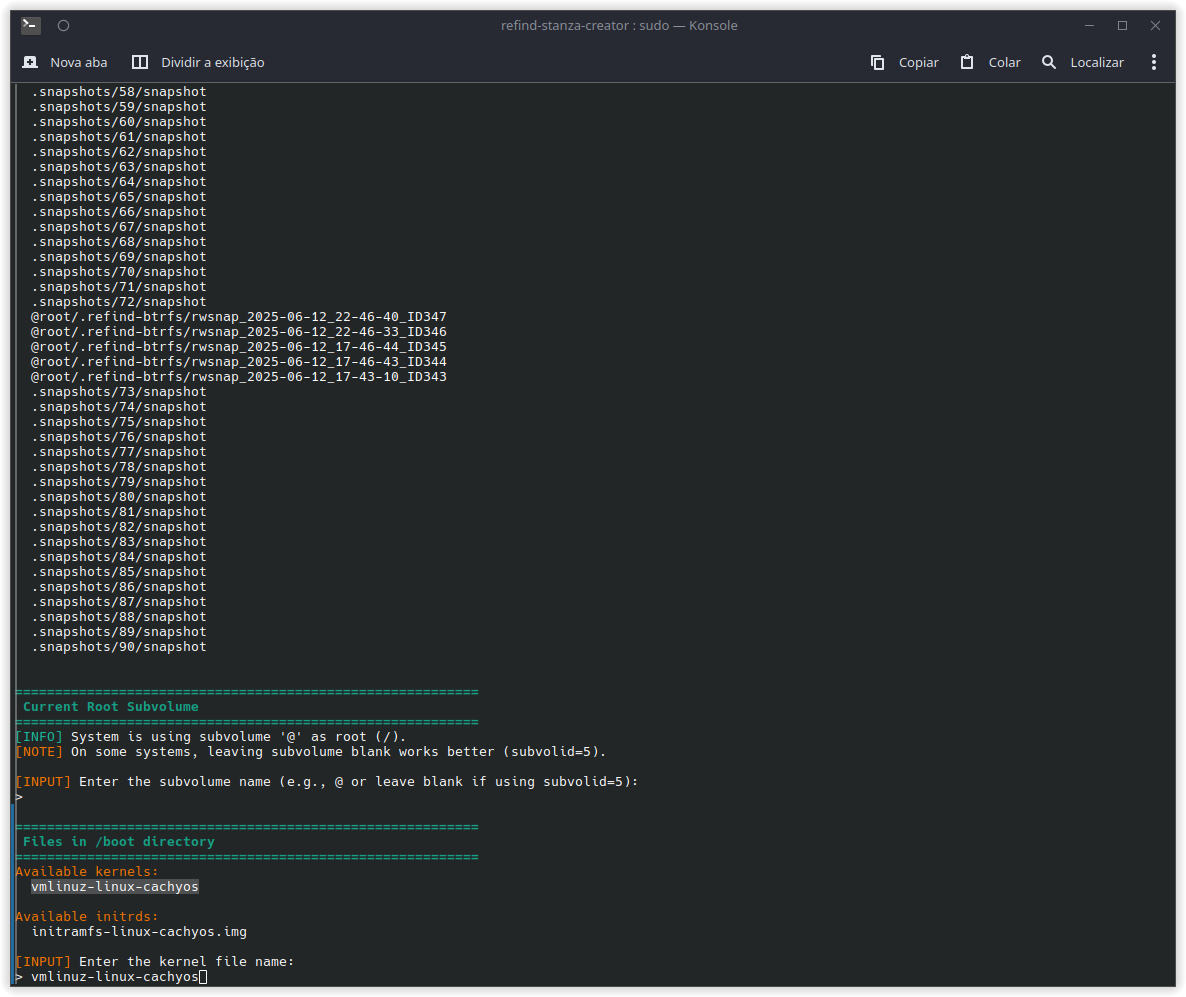 refind-stanza-creator : sudo — Konsole
Nova aba Dividir a exibição Copiar Colar Localizar
.snapshots/58/snapshot
.snapshots/59/snapshot
.snapshots/60/snapshot
.snapshots/61/snapshot
.snapshots/62/snapshot
.snapshots/63/snapshot
.snapshots/64/snapshot
.snapshots/65/snapshot
.snapshots/66/snapshot
.snapshots/67/snapshot
.snapshots/68/snapshot
.snapshots/69/snapshot
.snapshots/70/snapshot
.snapshots/71/snapshot
.snapshots/72/snapshot
@root/.refind-btrfs/rwsnap_2025-06-12_22-46-40_ID347
@root/.refind-btrfs/rwsnap_2025-06-12_22-46-33_ID346
@root/.refind-btrfs/rwsnap_2025-06-12_17-46-44_ID345
@root/.refind-btrfs/rwsnap_2025-06-12_17-46-43_ID344
@root/.refind-btrfs/rwsnap_2025-06-12_17-43-10_ID343
.snapshots/73/snapshot
.snapshots/74/snapshot
.snapshots/75/snapshot
.snapshots/76/snapshot
.snapshots/77/snapshot
.snapshots/78/snapshot
.snapshots/79/snapshot
.snapshots/80/snapshot
.snapshots/81/snapshot
.snapshots/82/snapshot
.snapshots/83/snapshot
.snapshots/84/snapshot
.snapshots/85/snapshot
.snapshots/86/snapshot
.snapshots/87/snapshot
.snapshots/88/snapshot
.snapshots/89/snapshot
.snapshots/90/snapshot
==========================================================
Current Root Subvolume
==========================================================
[INFO] System is using subvolume '@' as root (/).
[NOTE] On some systems, leaving subvolume blank works better (subvolid=5).
[INPUT] Enter the subvolume name (e.g., @ or leave blank if using subvolid=5):
>
==========================================================
Files in /boot directory
==========================================================
Available kernels:
vmlinuz-linux-cachyos
Available initrds:
initramfs-linux-cachyos.img
[INPUT] Enter the kernel file name:
> vmlinuz-linux-cachyos